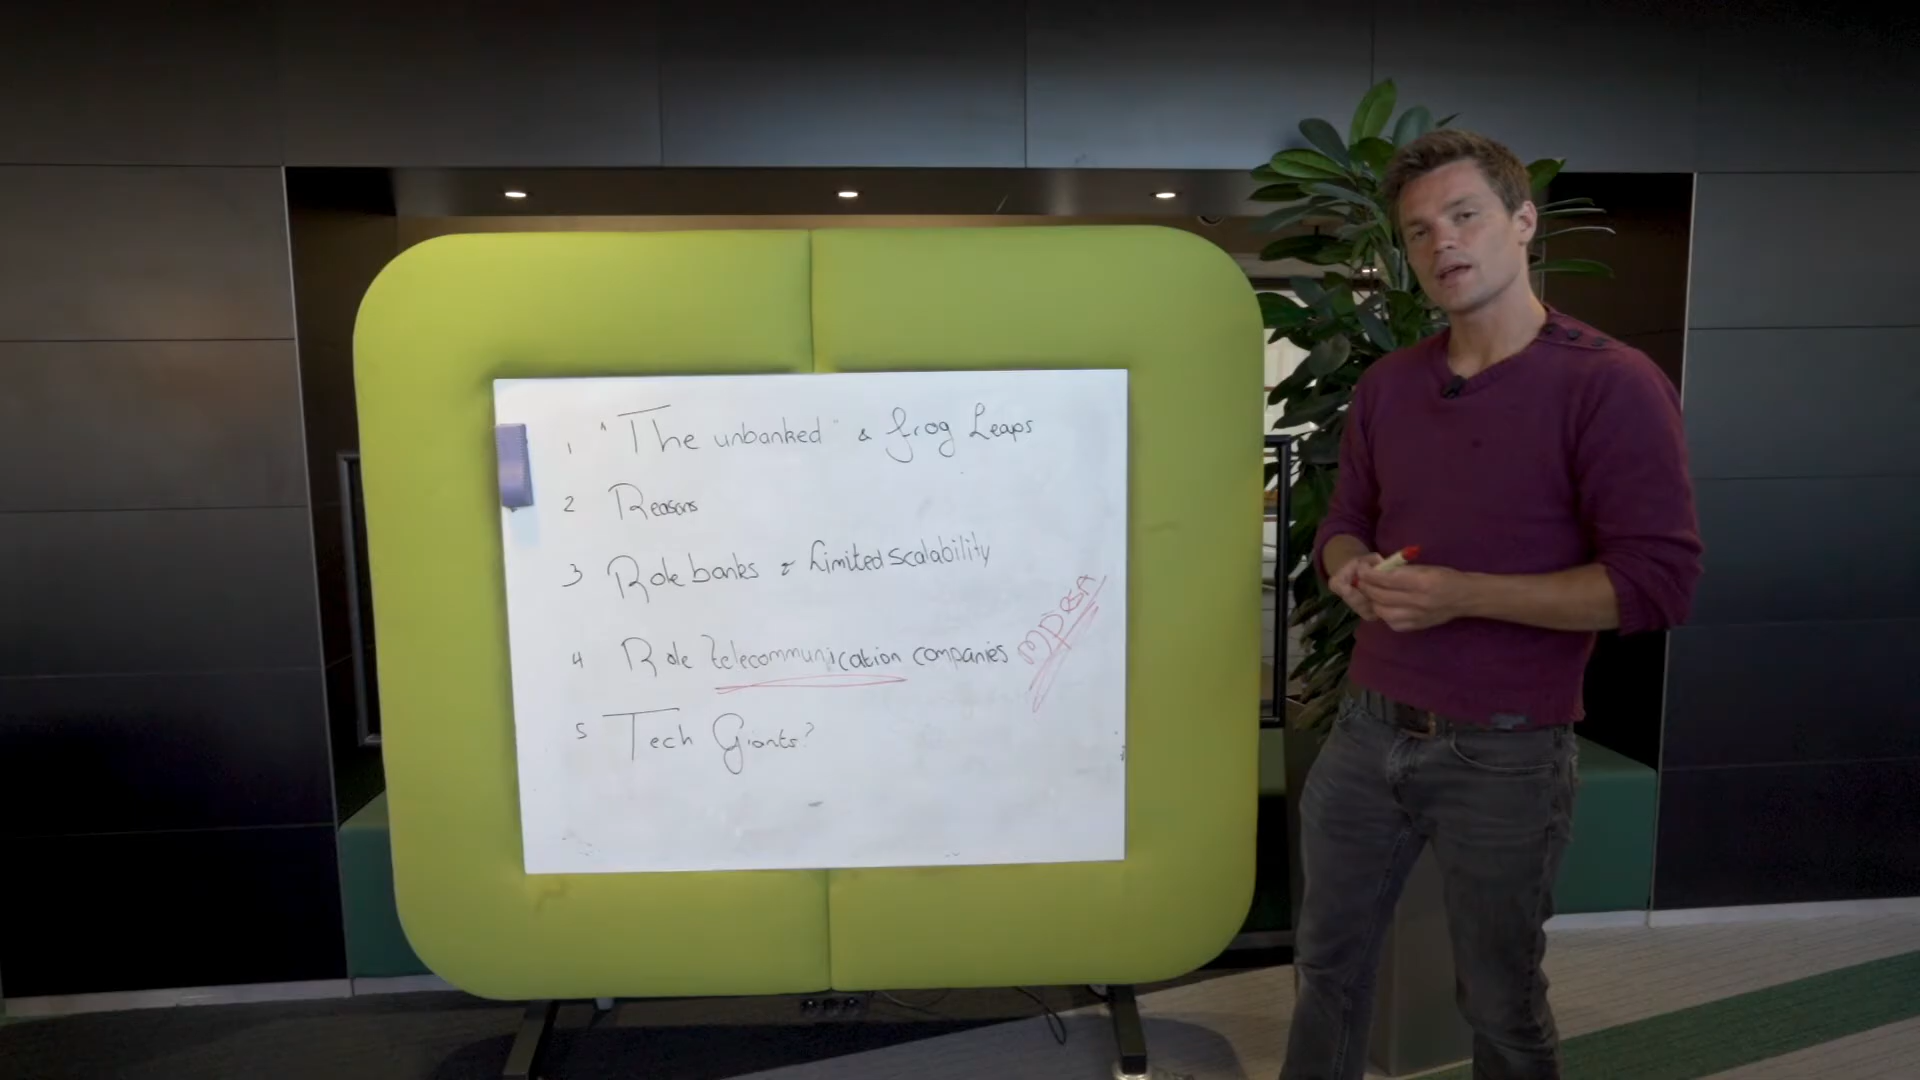 1 "The unbanked" & frog Leaps
2 Reasons
3 Role banks & Limited scalability
4 Role telecommunication companies MPESA
5 Tech Giants?